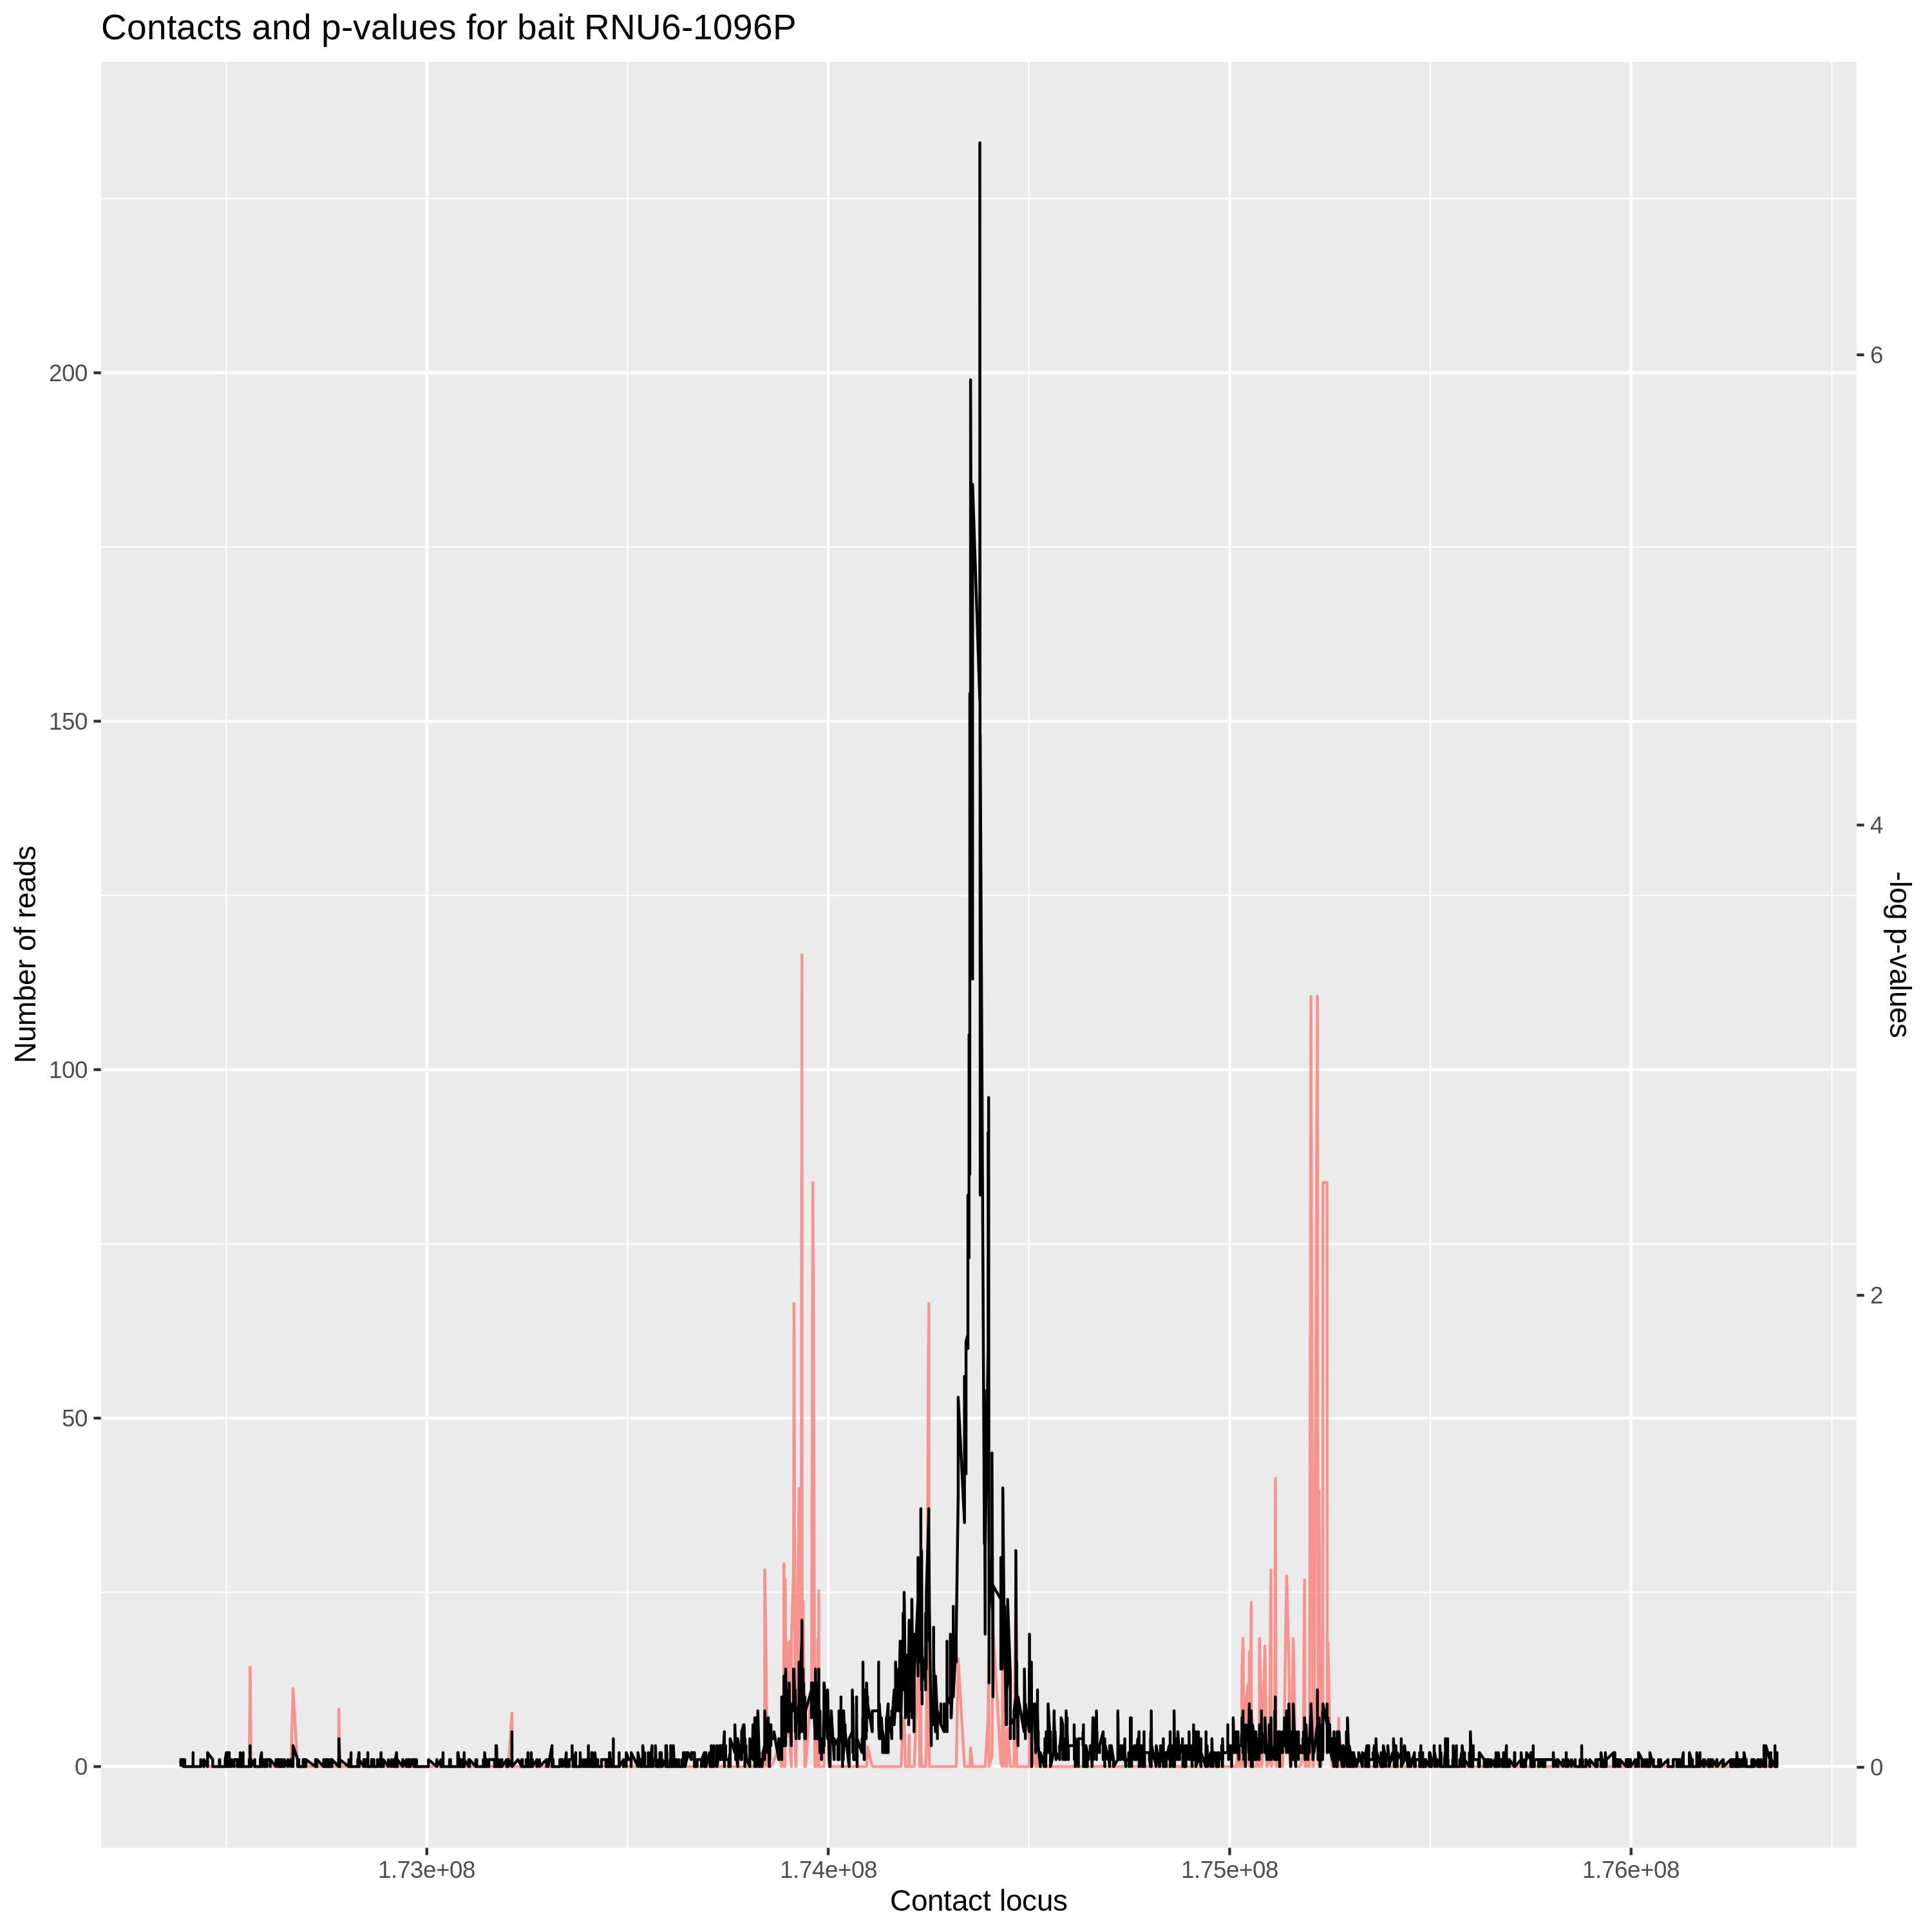 Contacts and p-values for bait RNU6-1096P
200
150
100
50
0
6
4
2
0
Number of reads
-log p-values
1.73e+08
1.74e+08
1.75e+08
1.76e+08
Contact locus